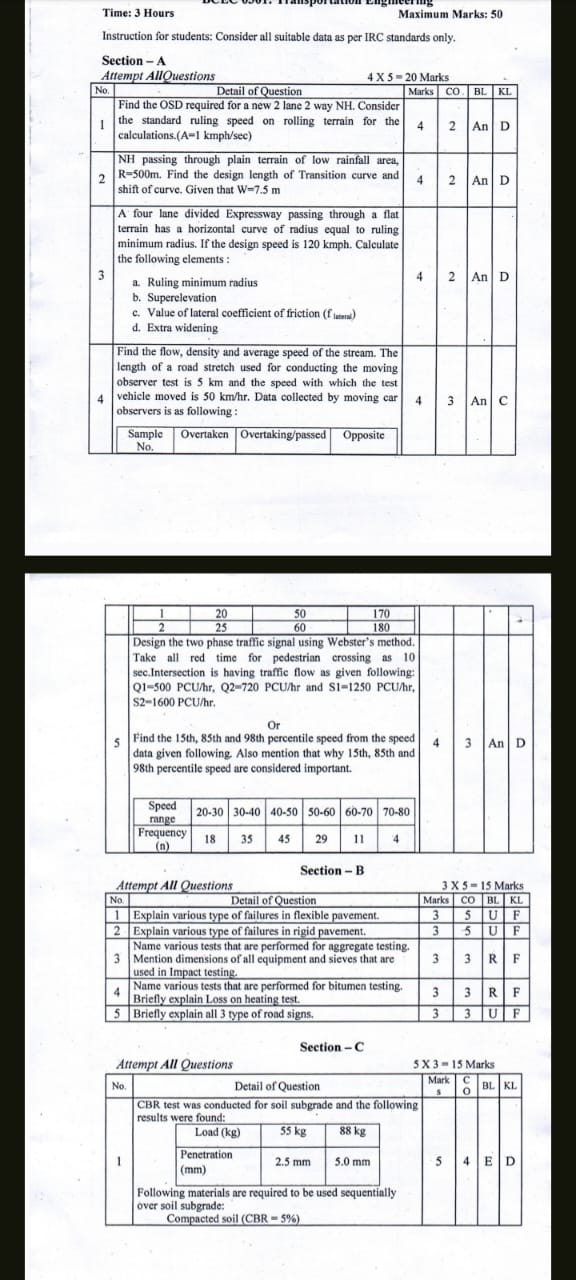 Time: 3 Hours Maximum Marks: 50
Instruction for students: Consider all suitable data as per IRC standards only.
Section – A
Attempt AllQuestions 4 X 5 = 20 Marks
No. Detail of Question Marks CO. BL KL
1 Find the OSD required for a new 2 lane 2 way NH. Consider
the standard ruling speed on rolling terrain for the
calculations.(A=1 kmph/sec) 4 2 An D
2 NH passing through plain terrain of low rainfall area,
R=500m. Find the design length of Transition curve and
shift of curve. Given that W=7.5 m 4 2 An D
3 A four lane divided Expressway passing through a flat
terrain has a horizontal curve of radius equal to ruling
minimum radius. If the design speed is 120 kmph. Calculate
the following elements :
a. Ruling minimum radius
b. Superelevation
c. Value of lateral coefficient of friction (f lateral)
d. Extra widening 4 2 An D
4 Find the flow, density and average speed of the stream. The
length of a road stretch used for conducting the moving
observer test is 5 km and the speed with which the test
vehicle moved is 50 km/hr. Data collected by moving car
observers is as following : 4 3 An C
Sample No. Overtaken Overtaking/passed Opposite
1 20 50 170
2 25 60 180
5 Design the two phase traffic signal using Webster's method.
Take all red time for pedestrian crossing as 10
sec.Intersection is having traffic flow as given following:
Q1=500 PCU/hr, Q2=720 PCU/hr and S1=1250 PCU/hr,
S2=1600 PCU/hr.
Or
Find the 15th, 85th and 98th percentile speed from the speed
data given following. Also mention that why 15th, 85th and
98th percentile speed are considered important. 4 3 An D
Speed range 20-30 30-40 40-50 50-60 60-70 70-80
Frequency (n) 18 35 45 29 11 4
Section – B
Attempt All Questions 3 X 5 = 15 Marks
No. Detail of Question Marks CO BL KL
1 Explain various type of failures in flexible pavement. 3 5 U F
2 Explain various type of failures in rigid pavement. 3 5 U F
3 Name various tests that are performed for aggregate testing.
Mention dimensions of all equipment and sieves that are
used in Impact testing. 3 3 R F
4 Name various tests that are performed for bitumen testing.
Briefly explain Loss on heating test. 3 3 R F
5 Briefly explain all 3 type of road signs. 3 3 U F
Section – C
Attempt All Questions 5 X 3 = 15 Marks
No. Detail of Question Marks CO BL KL
1 CBR test was conducted for soil subgrade and the following
results were found:
Load (kg) 55 kg 88 kg
Penetration (mm) 2.5 mm 5.0 mm
5 4 E D
Following materials are required to be used sequentially
over soil subgrade:
Compacted soil (CBR = 5%)